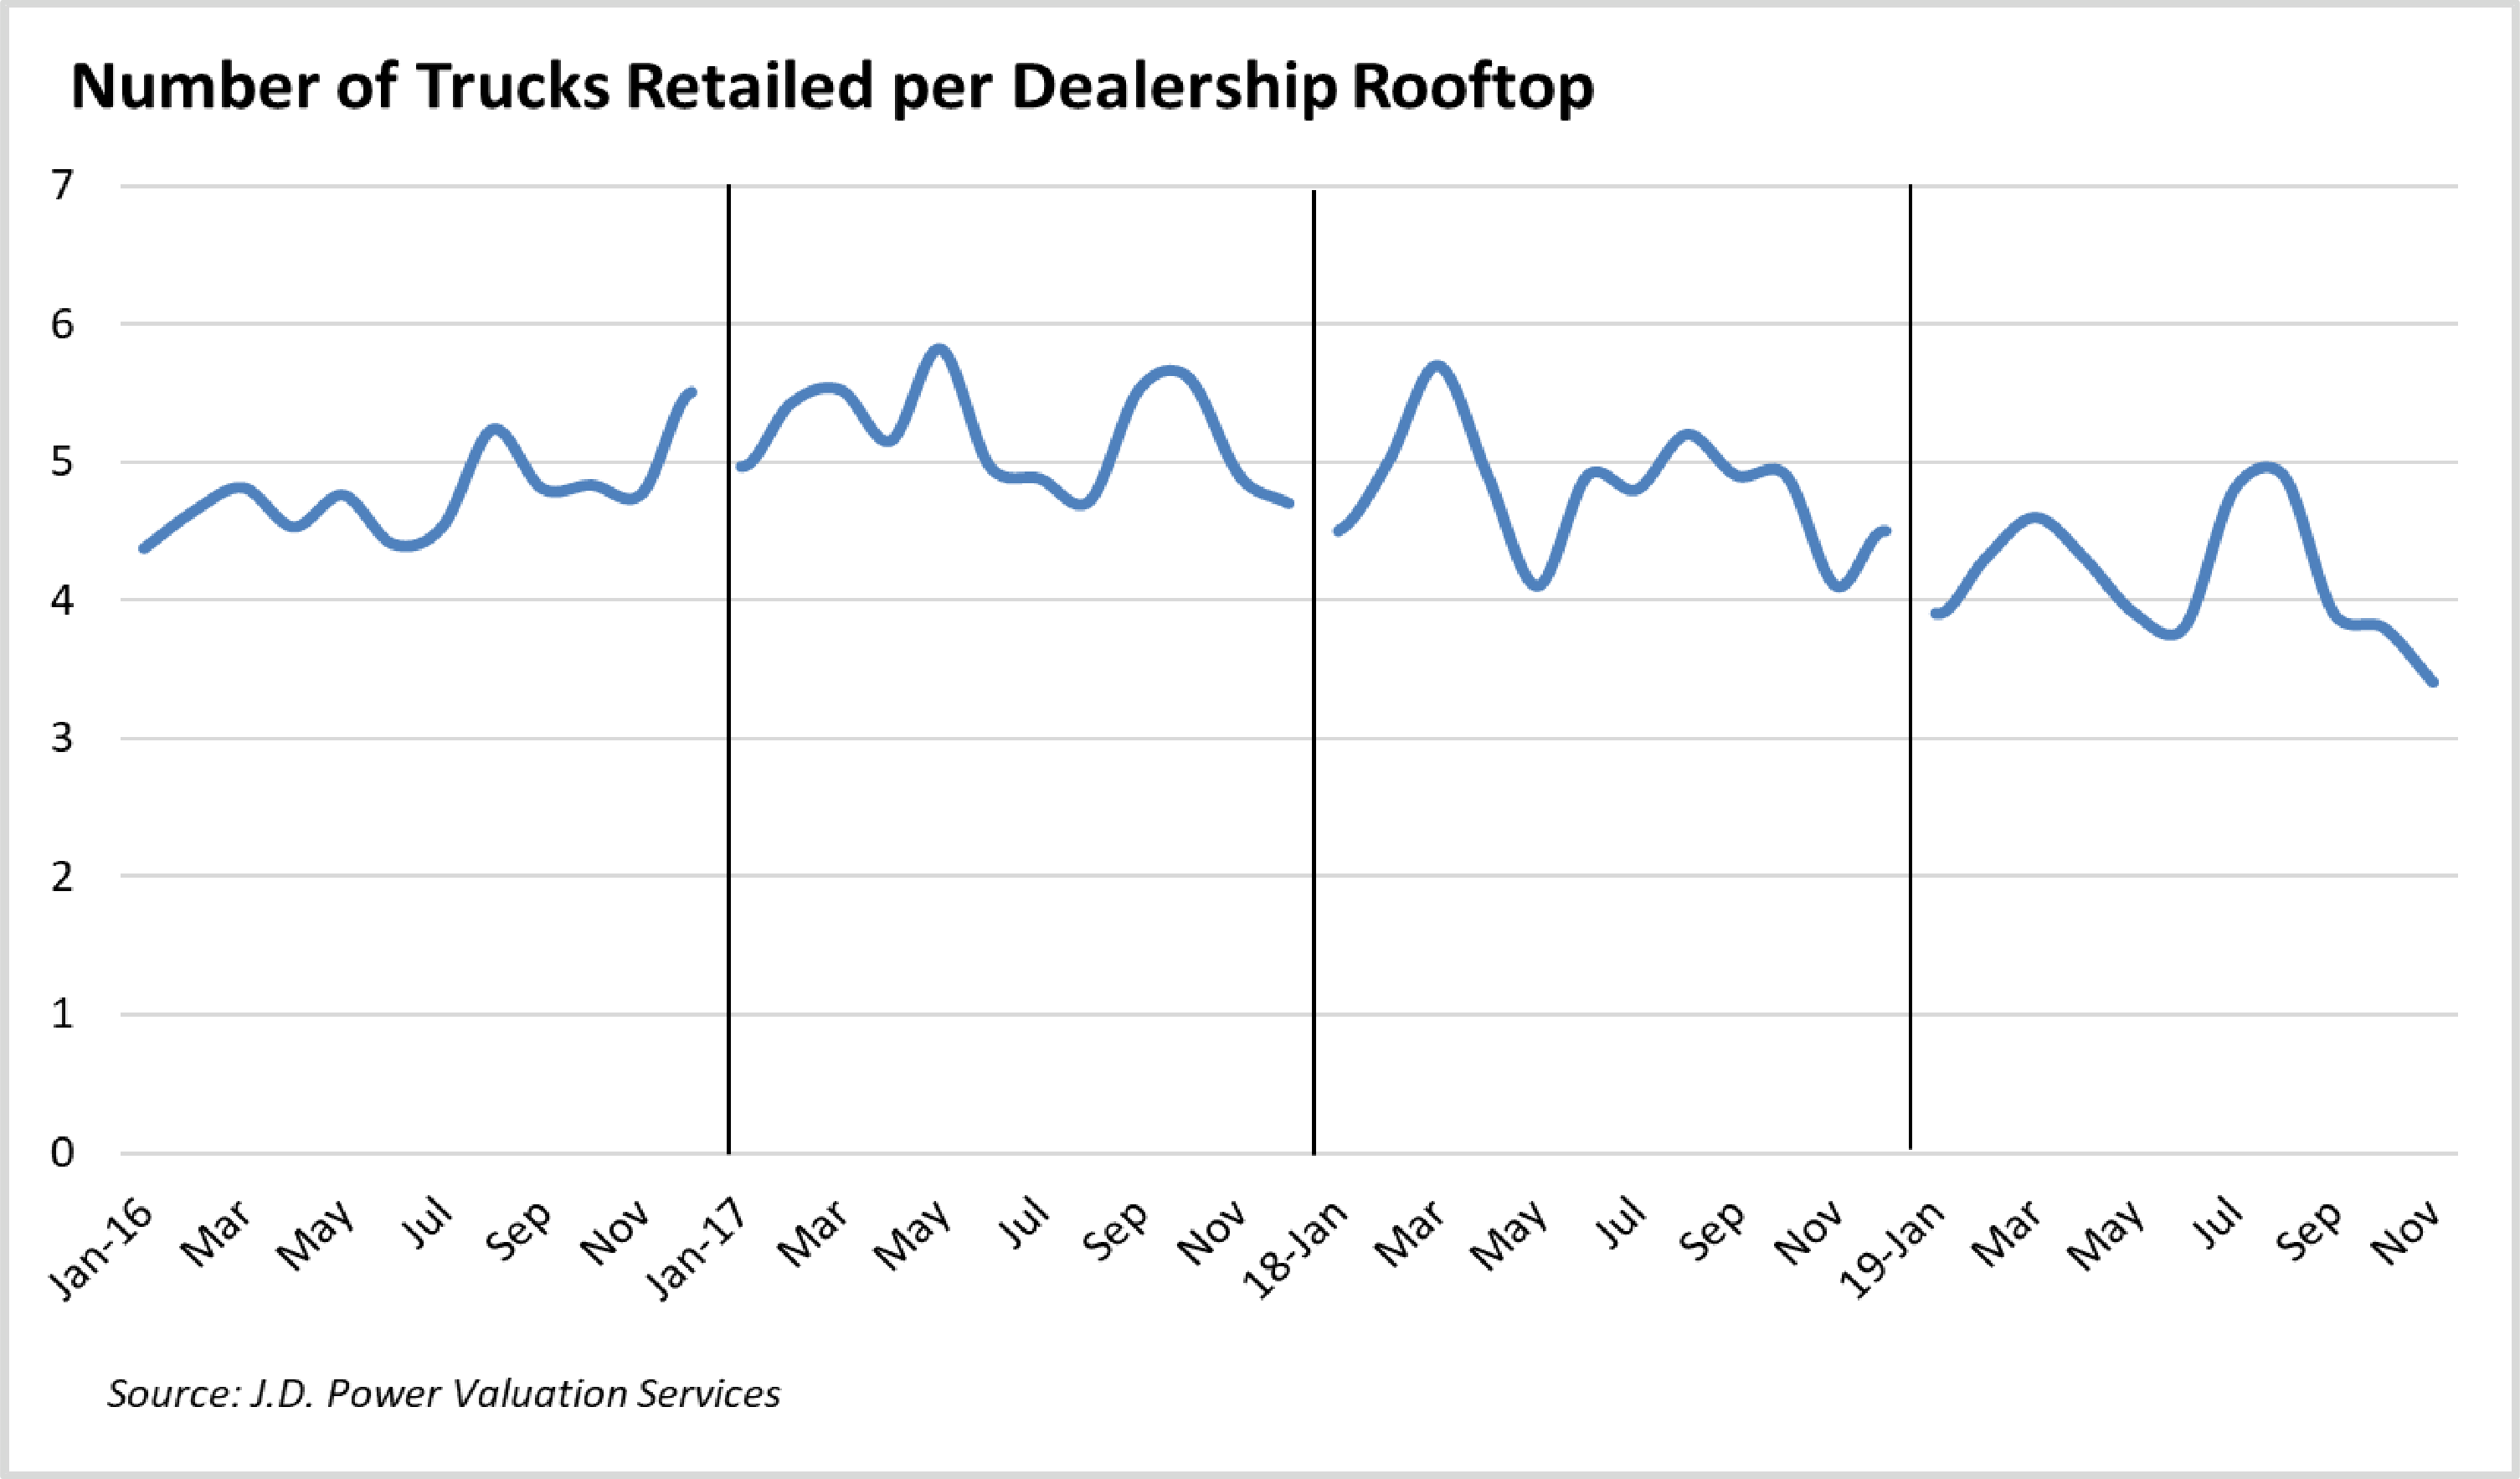 Number of Trucks Retailed per Dealership Rooftop
7
6
5
4
3
2
1
0
Jan-16 Mar May Jul Sep Nov Jan-17 Mar May Jul Sep Nov 18-Jan Mar May Jul Sep Nov 19-Jan Mar May Jul Sep Nov
Source: J.D. Power Valuation Services